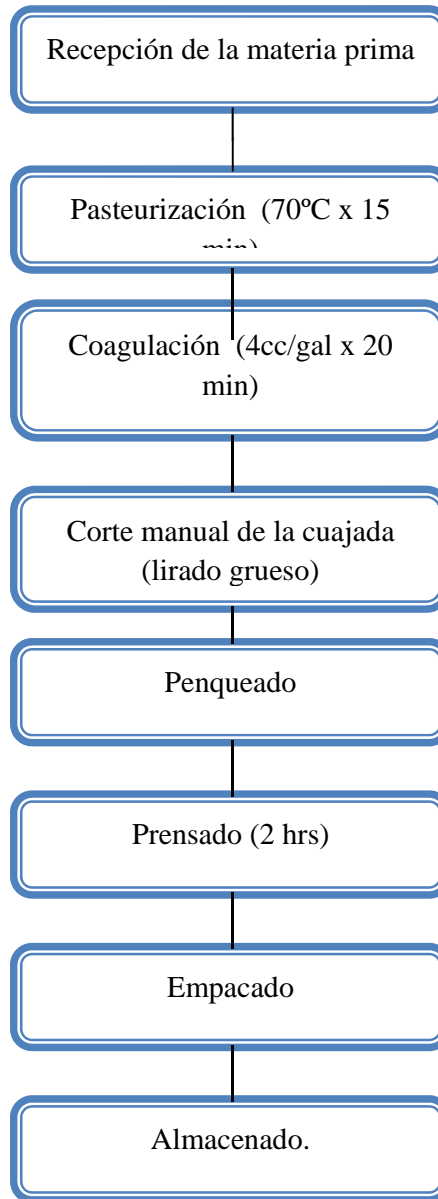 Recepción de la materia prima
Pasteurización (70ºC x 15
min)
Coagulación (4cc/gal x 20
min)
Corte manual de la cuajada
(lirado grueso)
Penqueado
Prensado (2 hrs)
Empacado
Almacenado.